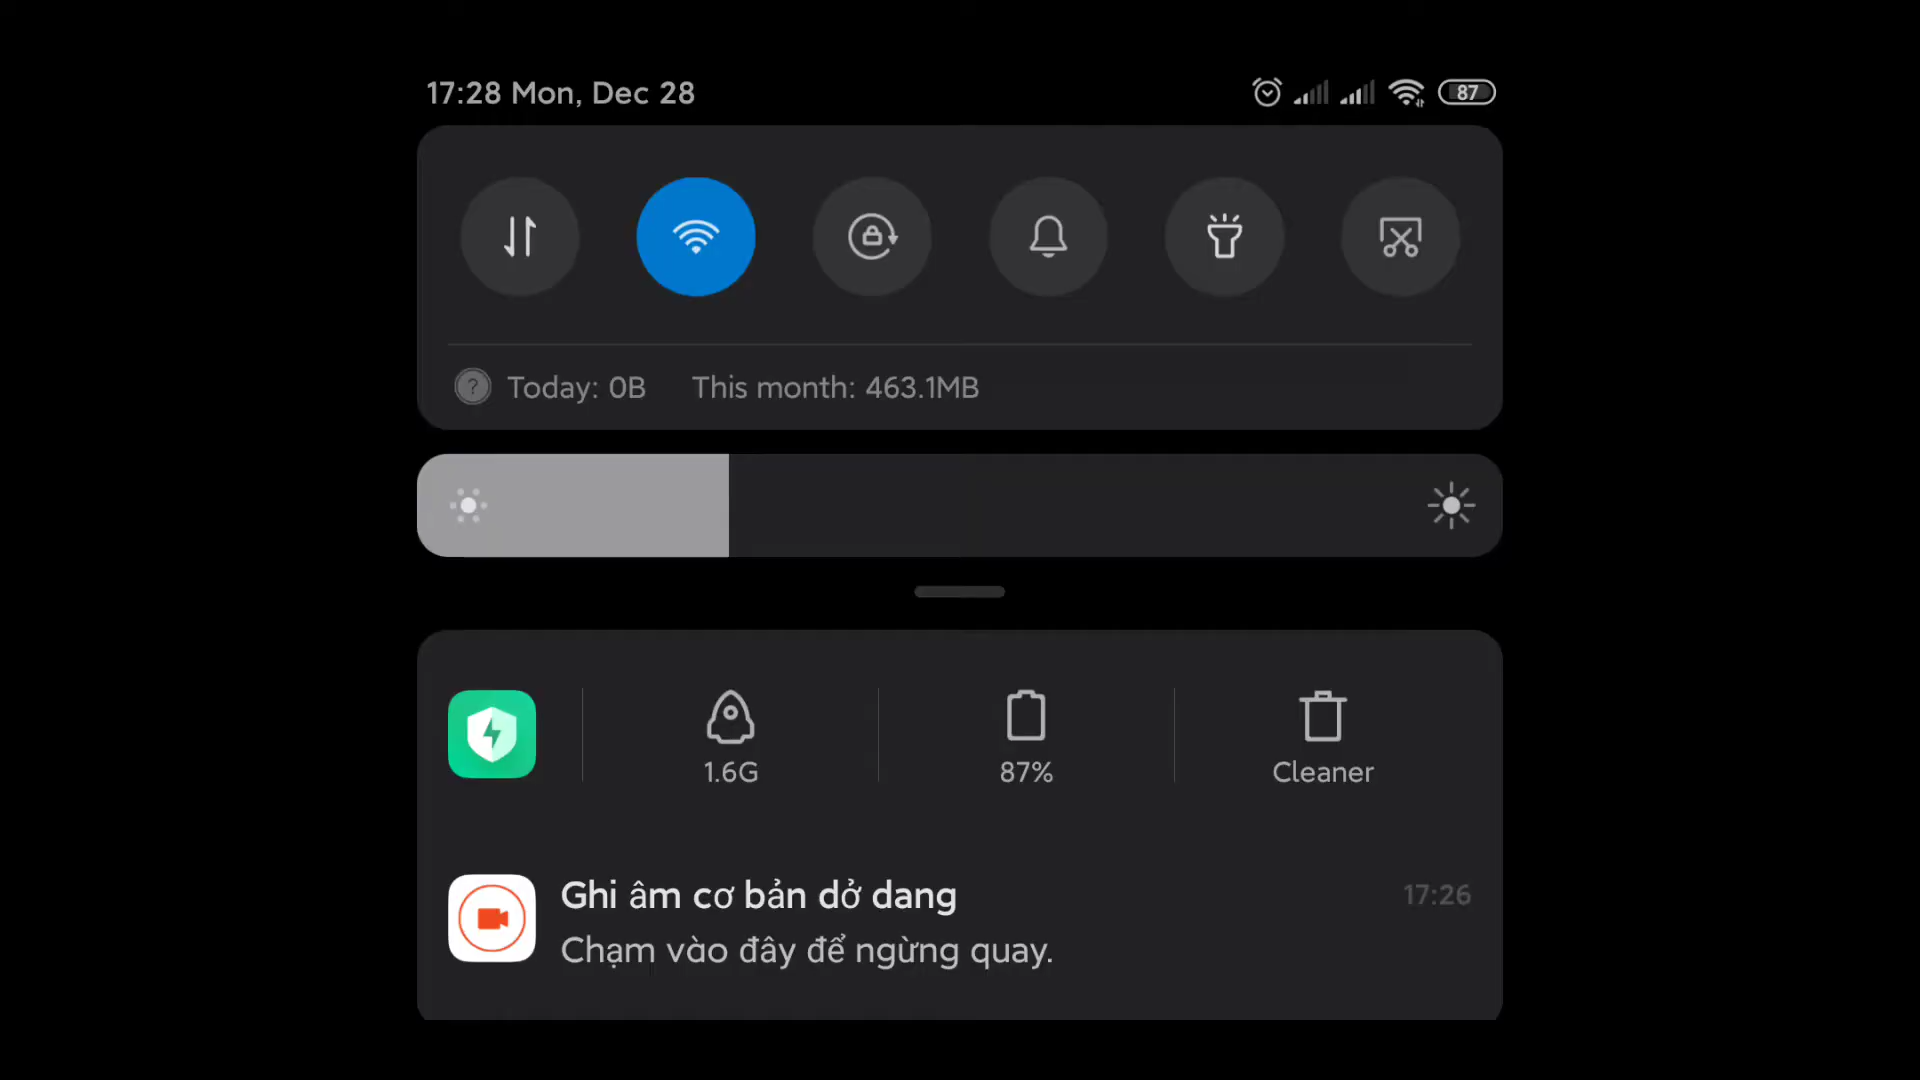 17:28 Mon, Dec 28
87
? Today: 0B This month: 463.1MB
1.6G
87%
Cleaner
Ghi âm cơ bản dở dang
17:26
Chạm vào đây để ngừng quay.